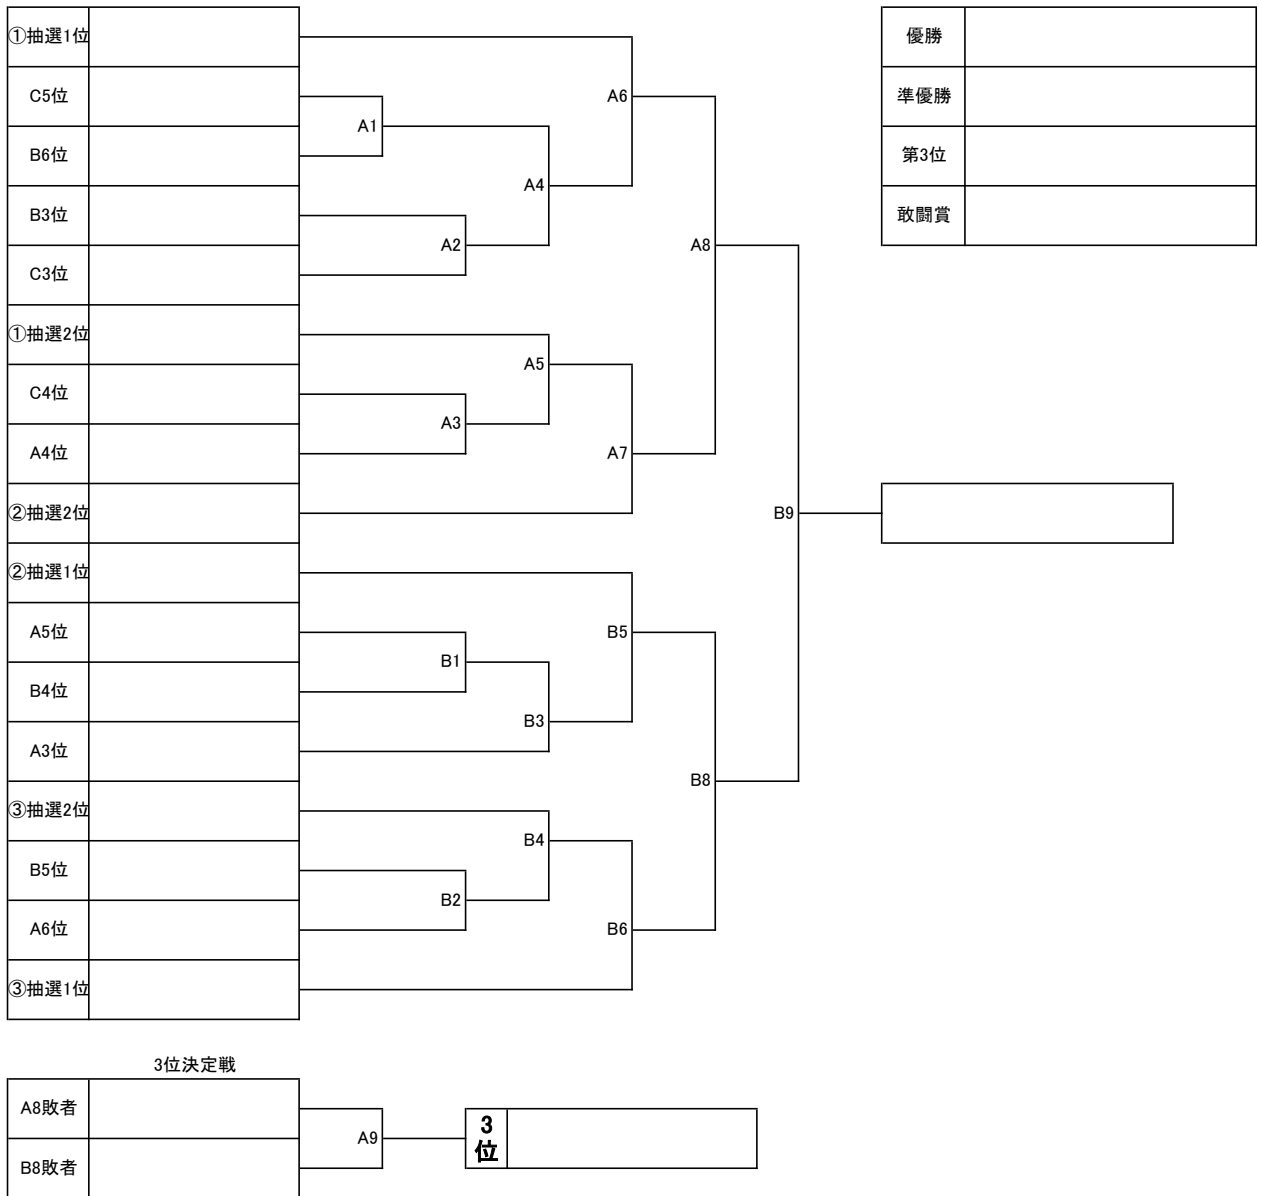 ①抽選1位
C5位
B6位
B3位
C3位
①抽選2位
C4位
A4位
②抽選2位
②抽選1位
A5位
B4位
A3位
③抽選2位
B5位
A6位
③抽選1位
A1
A2
A3
A4
A5
A6
A7
A8
B1
B2
B3
B4
B5
B6
B8
B9
優勝
準優勝
第3位
敢闘賞
3位決定戦
A8敗者
B8敗者
A9
3位